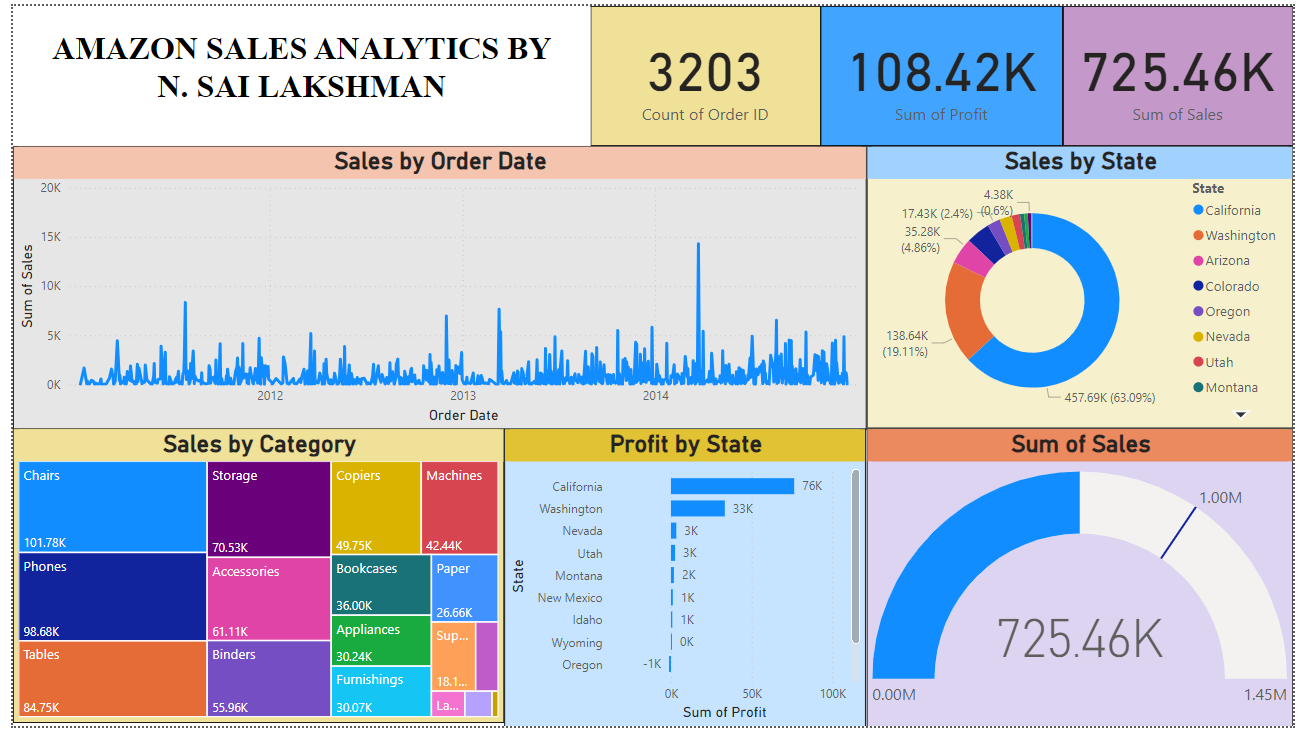 AMAZON SALES ANALYTICS BY
N. SAI LAKSHMAN
3203
Count of Order ID
108.42K
Sum of Profit
725.46K
Sum of Sales
Sales by Order Date
20K
15K
10K
5K
0K
Sum of Sales
2012
2013
2014
Order Date
Sales by State
4.38K
(0.6%)
17.43K (2.4%)
35.28K
(4.86%)
138.64K
(19.11%)
457.69K (63.09%)
State
California
Washington
Arizona
Colorado
Oregon
Nevada
Utah
Montana
Sales by Category
Chairs
101.78K
Phones
98.68K
Tables
84.75K
Storage
70.53K
Accessories
61.11K
Binders
55.96K
Copiers
49.75K
Machines
42.44K
Bookcases
36.00K
Appliances
30.24K
Furnishings
30.07K
Paper
26.66K
Sup...
18.1...
La...
Profit by State
State
California 76K
Washington 33K
Nevada 3K
Utah 3K
Montana 2K
New Mexico 1K
Idaho 1K
Wyoming 0K
Oregon -1K
0K 50K 100K
Sum of Profit
Sum of Sales
1.00M
725.46K
0.00M
1.45M